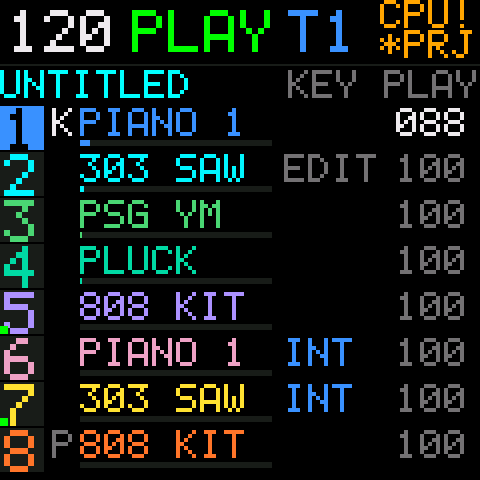 120 PLAY T1 CPU!
*PRJ
UNTITLED KEY PLAY
1 K PIANO 1 088
2 303 SAW EDIT 100
3 PSG YM 100
4 PLUCK 100
5 808 KIT 100
6 PIANO 1 INT 100
7 303 SAW INT 100
8 P 808 KIT 100